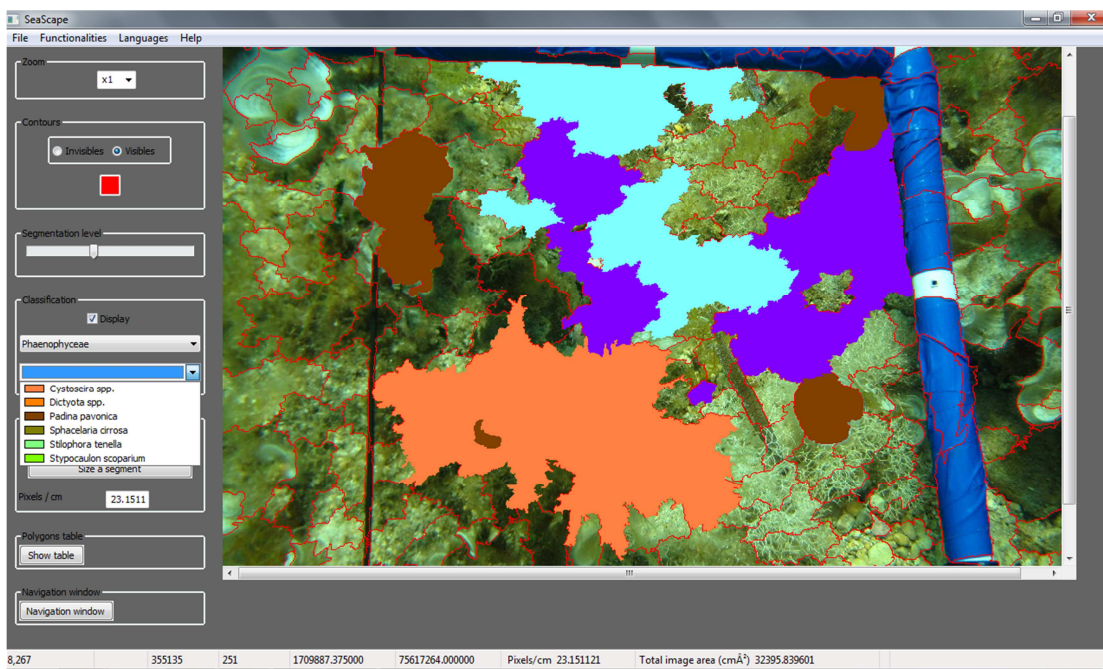 SeaScape
File Functionalities Languages Help
Zoom
x1
Contours
Invisibles Visibles
Segmentation level
Classification
Display
Phaenophyceae
Cystoseira spp.
Dictyota spp.
Padina pavonica
Sphacelaria cirrosa
Stilophora tenella
Stypocaulon scoparium
Size a segment
Pixels / cm 23.1511
Polygons table
Show table
Navigation window
Navigation window
8,267 355135 251 1709887.375000 75617264.000000 Pixels/cm 23.151121 Total image area (cmÂ²) 32395.839601